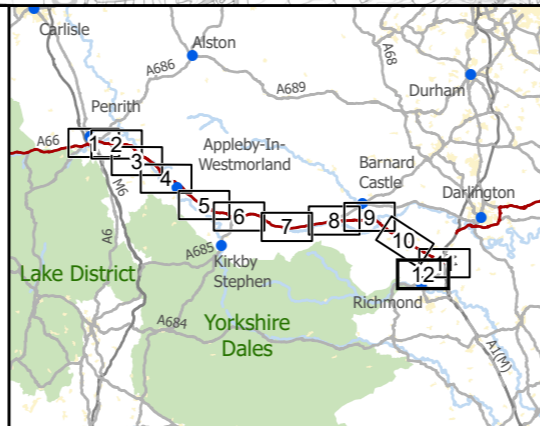 Carlisle
Alston
A686
A68
A689
Durham
Penrith
A66
1
2
3
Appleby-In-
Westmorland
Barnard
Castle
Darlington
4
M6
5
6
7
8
9
10
A6
A685
Kirkby
Stephen
12
Lake District
Richmond
A684
Yorkshire
Dales
A1(M)